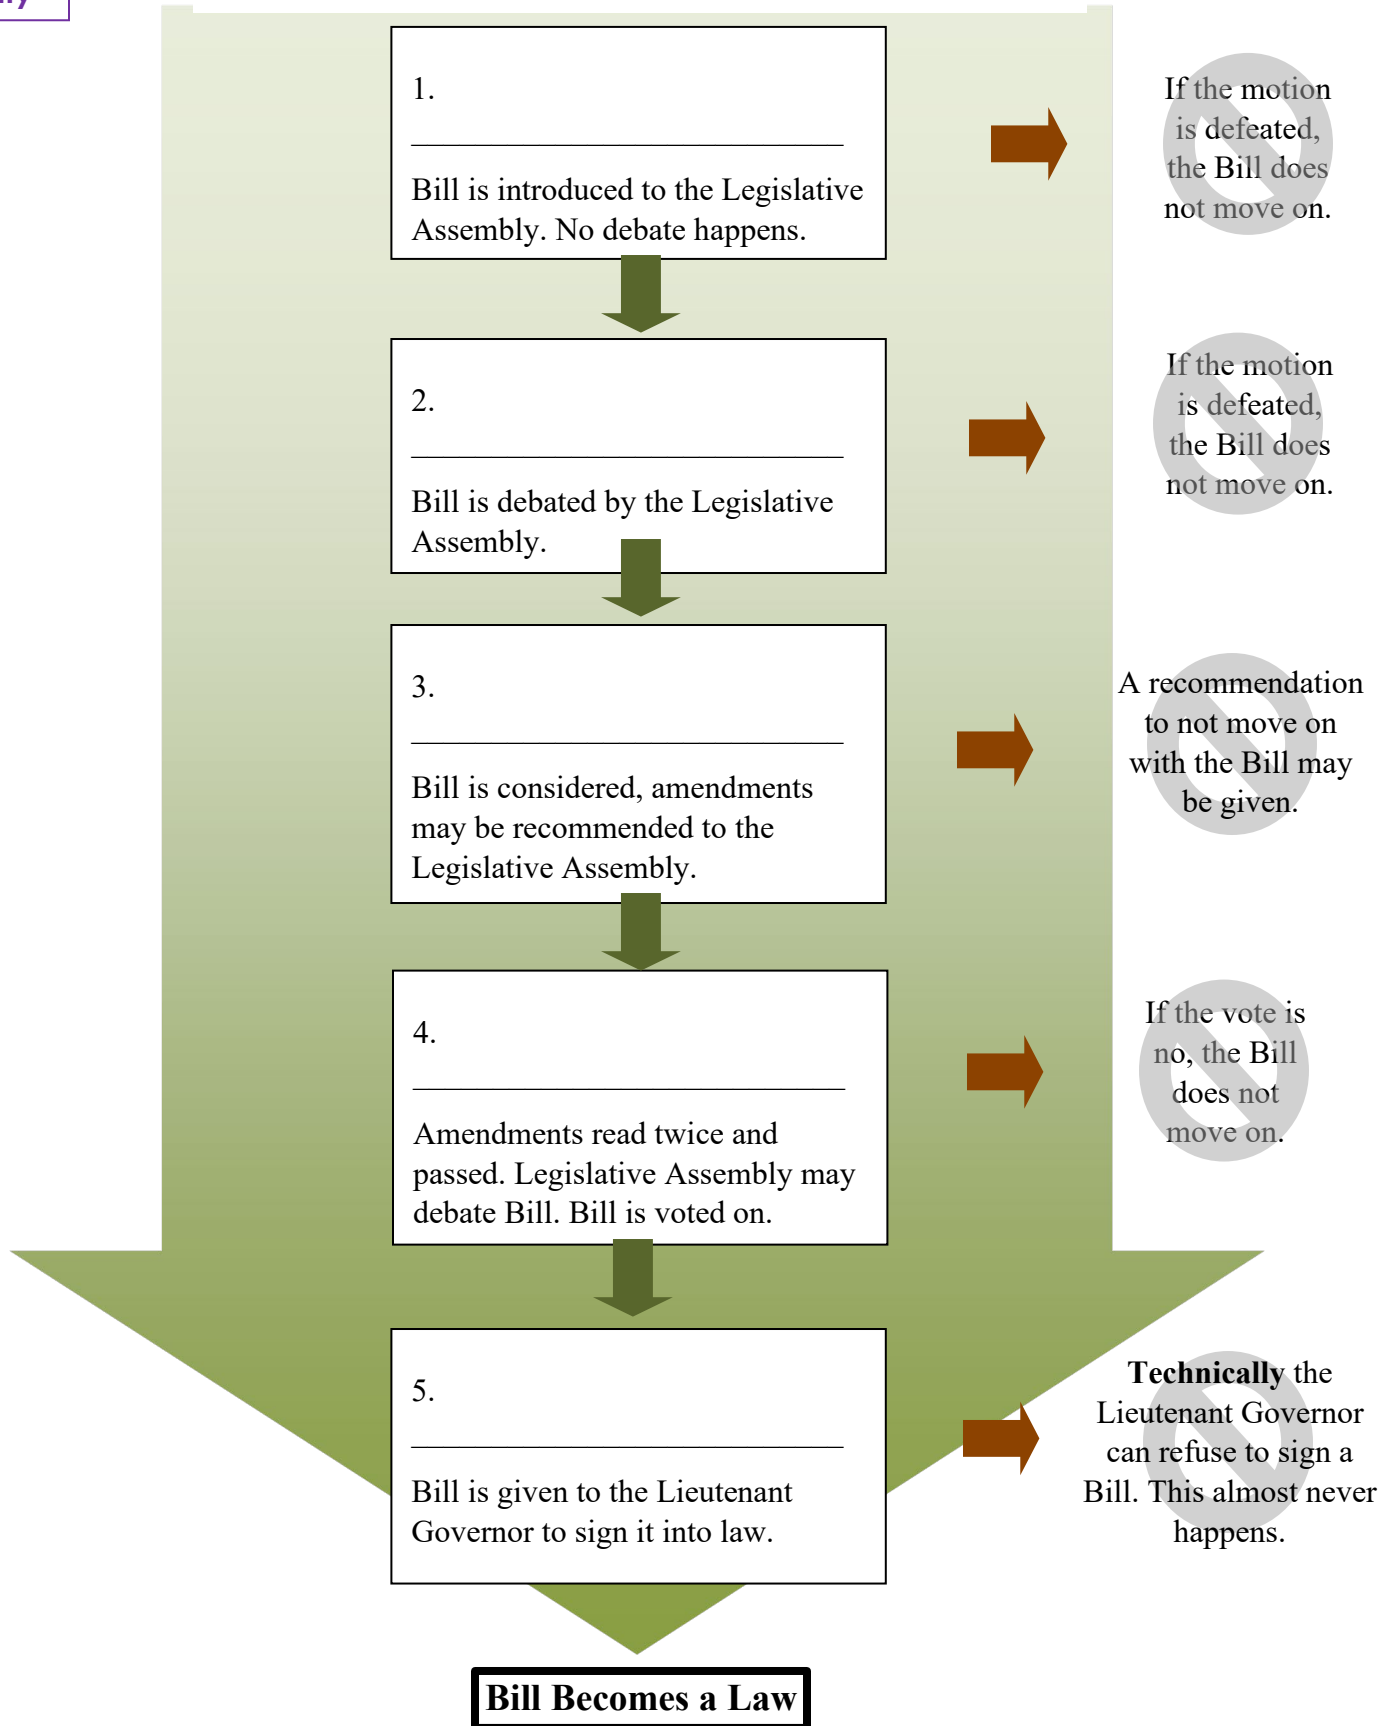 1.
Bill is introduced to the Legislative
Assembly. No debate happens.
If the motion
is defeated,
the Bill does
not move on.
2.
Bill is debated by the Legislative
Assembly.
If the motion
is defeated,
the Bill does
not move on.
3.
Bill is considered, amendments
may be recommended to the
Legislative Assembly.
A recommendation
to not move on
with the Bill may
be given.
4.
Amendments read twice and
passed. Legislative Assembly may
debate Bill. Bill is voted on.
If the vote is
no, the Bill
does not
move on.
5.
Bill is given to the Lieutenant
Governor to sign it into law.
Technically the
Lieutenant Governor
can refuse to sign a
Bill. This almost never
happens.
Bill Becomes a Law